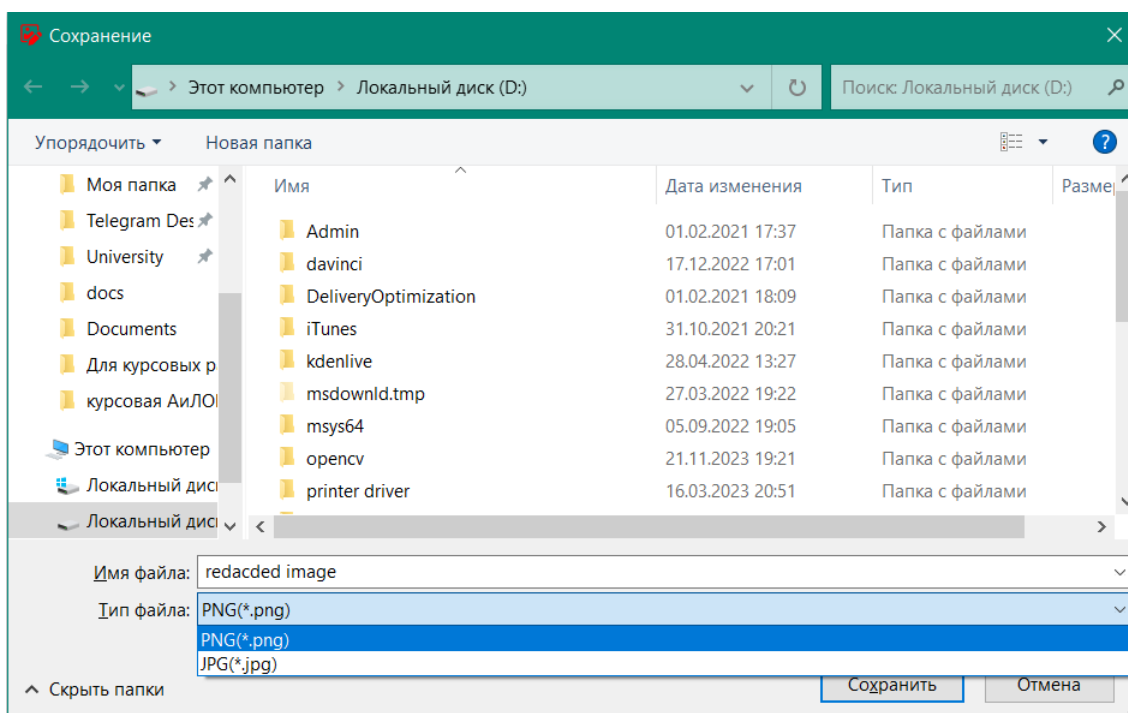 Сохранение
Этот компьютер > Локальный диск (D:)
Поиск: Локальный диск (D:)
Упорядочить
Новая папка
Моя папка
Telegram Des
University
docs
Documents
Для курсовых р
курсовая АиЛО
Этот компьютер
Локальный дис
Локальный дис
Имя Дата изменения Тип Разме
Admin 01.02.2021 17:37 Папка с файлами
davinci 17.12.2022 17:01 Папка с файлами
DeliveryOptimization 01.02.2021 18:09 Папка с файлами
iTunes 31.10.2021 20:21 Папка с файлами
kdenlive 28.04.2022 13:27 Папка с файлами
msdownld.tmp 27.03.2022 19:22 Папка с файлами
msys64 05.09.2022 19:05 Папка с файлами
opencv 21.11.2023 19:21 Папка с файлами
printer driver 16.03.2023 20:51 Папка с файлами
Имя файла: redacded image
Тип файла: PNG(*.png)
PNG(*.png)
JPG(*.jpg)
Скрыть папки
Сохранить
Отмена